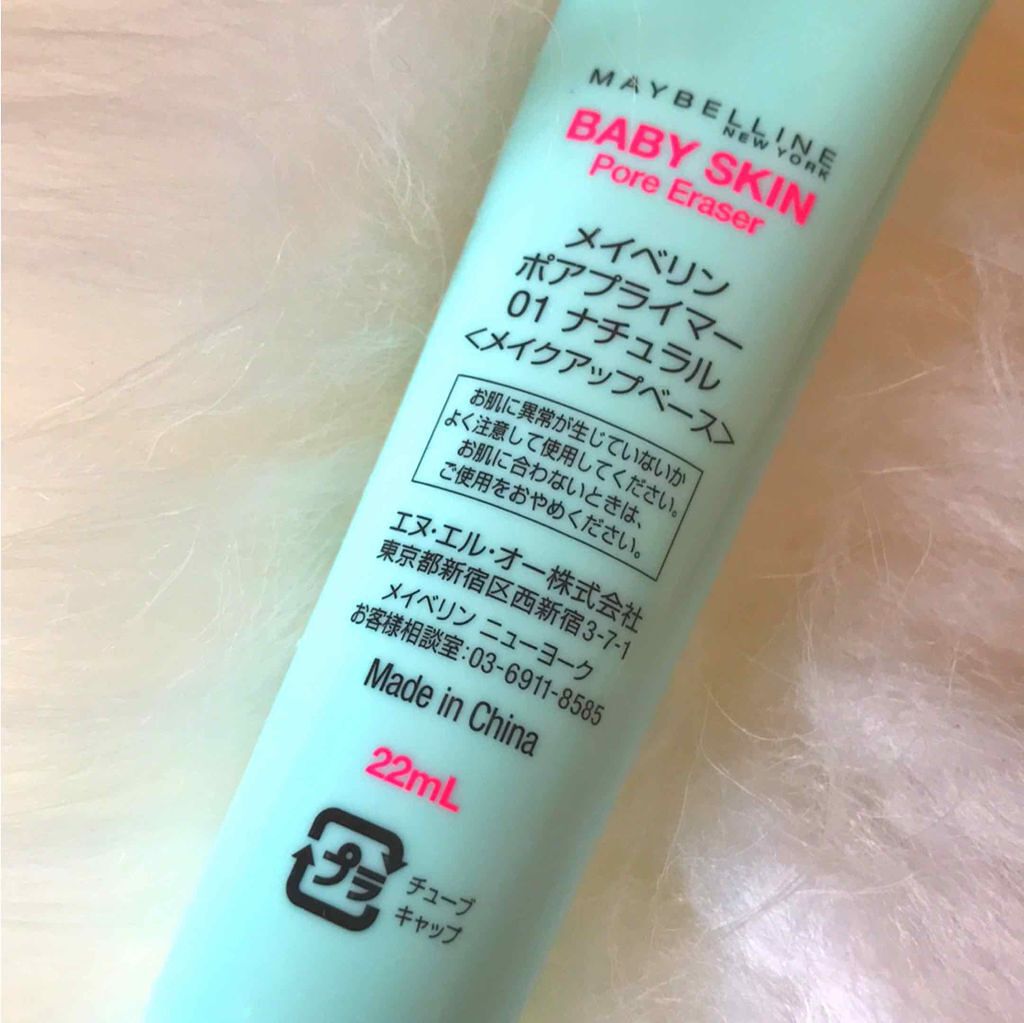 MAYBELLINE
NEW YORK
BABY SKIN
Pore Eraser
メイベリン
ポアプライマー
01 ナチュラル
<メイクアップベース>
お肌に異常が生じていないか
よく注意して使用してください。
お肌に合わないときは、
ご使用をおやめください。
エヌ・エル・オー株式会社
東京都新宿区西新宿3-7-1
メイベリン ニューヨーク
お客様相談室:03-6911-8585
Made in China
22mL
プラ
チューブ
キャップ